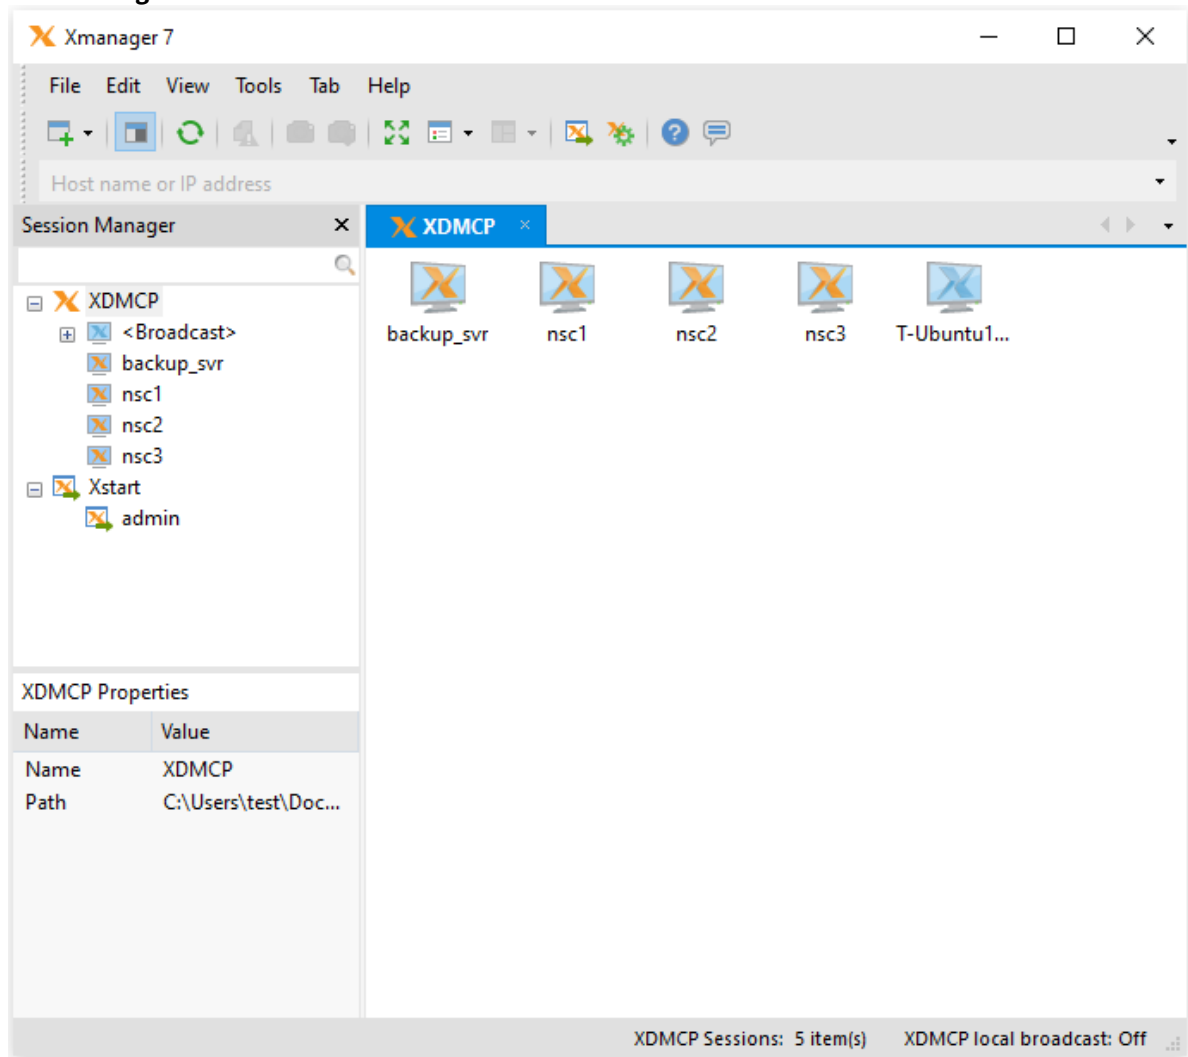 Xmanager 7
File Edit View Tools Tab Help
Host name or IP address
Session Manager
XDMCP
XDMCP
<Broadcast>
backup_svr
nsc1
nsc2
nsc3
Xstart
admin
backup_svr nsc1 nsc2 nsc3 T-Ubuntu1...
XDMCP Properties
Name Value
Name XDMCP
Path C:\Users\test\Doc...
XDMCP Sessions: 5 item(s) XDMCP local broadcast: Off